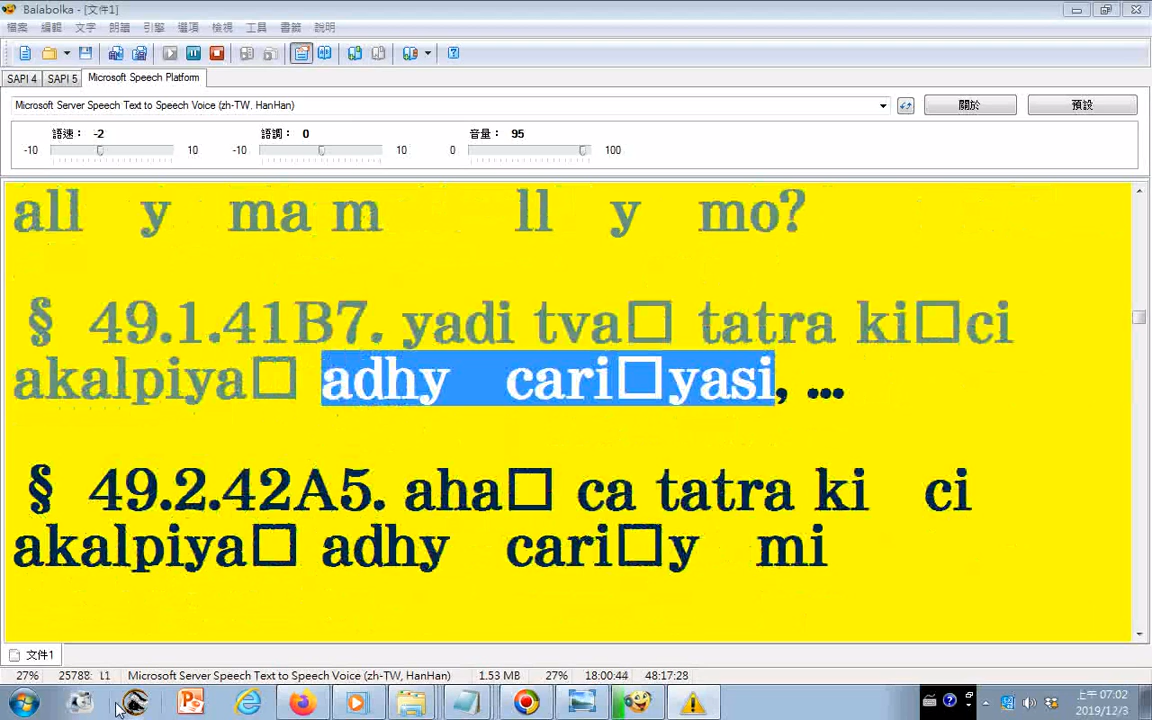 Balabolka - [文件1]
檔案 編輯 文字 朗讀 引擎 選項 檢視 工具 書籤 說明
SAPI 4 SAPI 5 Microsoft Speech Platform
Microsoft Server Speech Text to Speech Voice (zh-TW, HanHan) 關於 預設
語速： -2 語調： 0 音量： 95
-10 10 -10 10 0 100
all y ma m ll y mo?
§ 49.1.41B7. yadi tva□ tatra ki□ci
akalpiya□ adhy cari□yasi, ...
§ 49.2.42A5. aha□ ca tatra ki ci
akalpiya□ adhy cari□y mi
文件1
27% 25788: 11 Microsoft Server Speech Text to Speech Voice (zh-TW, HanHan) 1.53 MB 27% 18:00:44 48:17:28
上午 07:02
2019/12/3